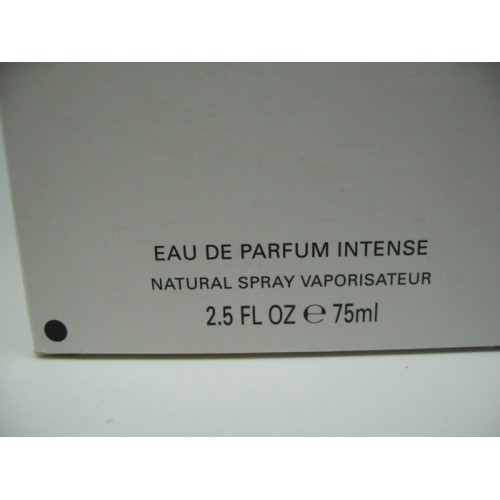 EAU DE PARFUM INTENSE
NATURAL SPRAY VAPORISATEUR
2.5 FL OZ ℮ 75ml